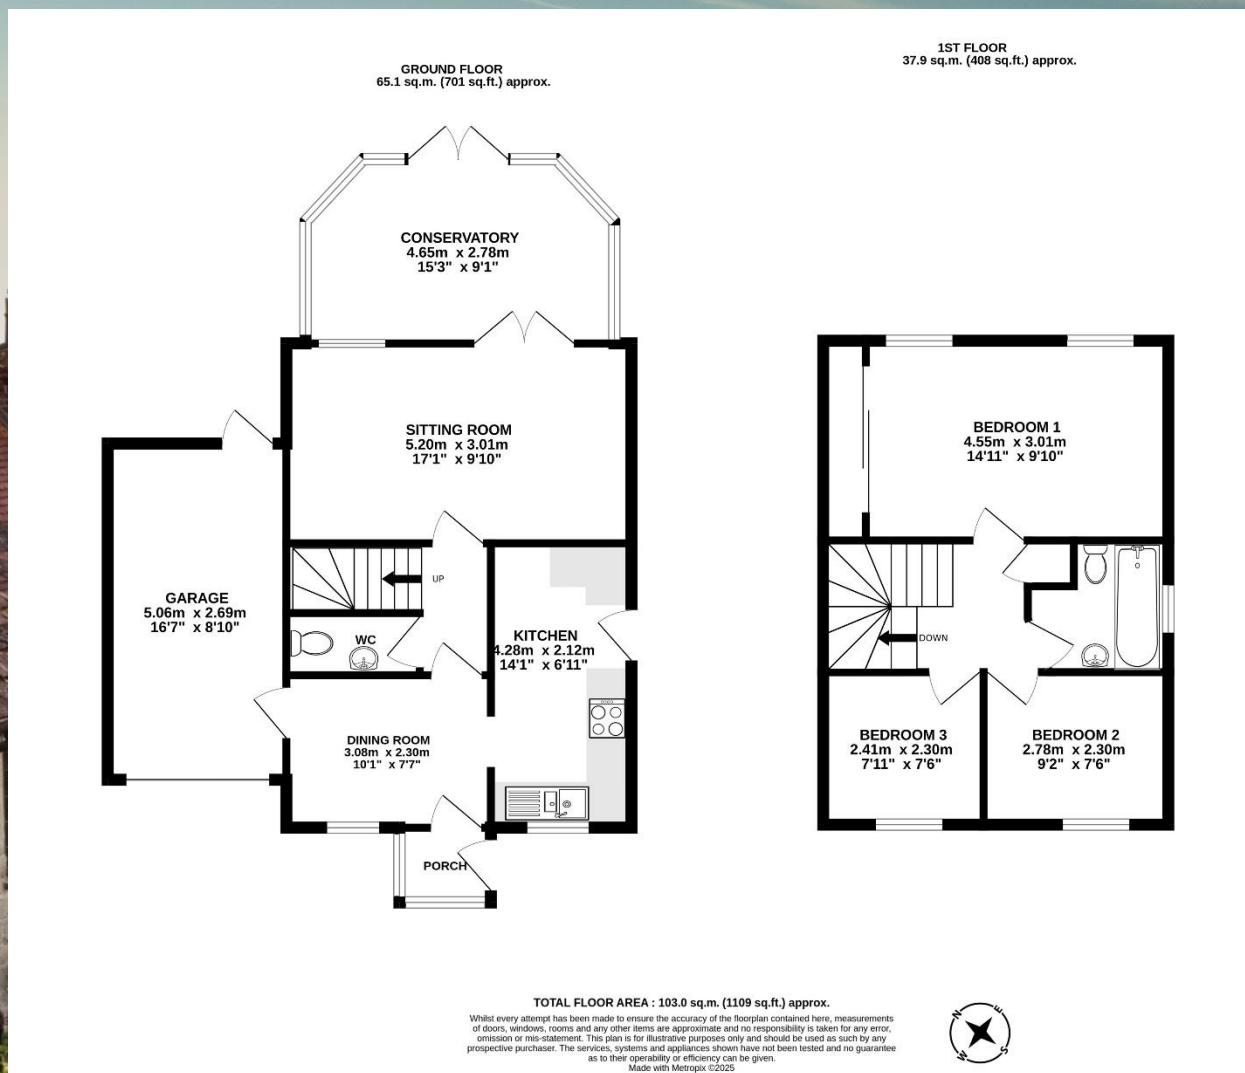 GROUND FLOOR
65.1 sq.m. (701 sq.ft.) approx.
1ST FLOOR
37.9 sq.m. (408 sq.ft.) approx.
CONSERVATORY
4.65m x 2.78m
15'3" x 9'1"
SITTING ROOM
5.20m x 3.01m
17'1" x 9'10"
BEDROOM 1
4.55m x 3.01m
14'11" x 9'10"
UP
GARAGE
5.06m x 2.69m
16'7" x 8'10"
WC
KITCHEN
4.28m x 2.12m
14'1" x 6'11"
DOWN
DINING ROOM
3.08m x 2.30m
10'1" x 7'7"
BEDROOM 3
2.41m x 2.30m
7'11" x 7'6"
BEDROOM 2
2.78m x 2.30m
9'2" x 7'6"
PORCH
TOTAL FLOOR AREA : 103.0 sq.m. (1109 sq.ft.) approx.
Whilst every attempt has been made to ensure the accuracy of the floorplan contained here, measurements
of doors, windows, rooms and any other items are approximate and no responsibility is taken for any error,
omission or mis-statement. This plan is for illustrative purposes only and should be used as such by any
prospective purchaser. The services, systems and appliances shown have not been tested and no guarantee
as to their operability or efficiency can be given.
Made with Metropix ©2025
N
E
W
S